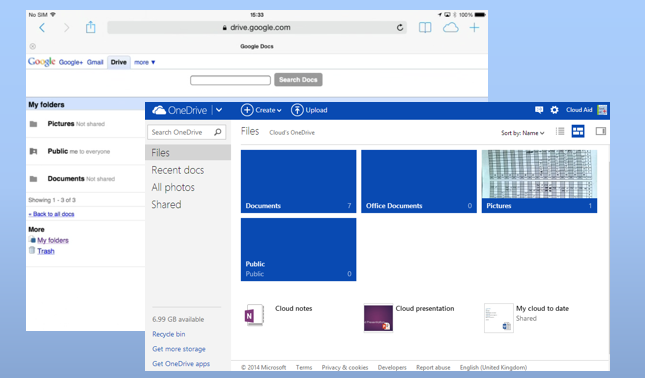 No SIM
15:33
100%
drive.google.com
Google Docs
Google Google+ Gmail Drive more ▼
Search Docs
My folders
Pictures Not shared
Public me to everyone
Documents Not shared
Showing 1 - 3 of 3
« Back to all docs
More
My folders
Trash
OneDrive
Create
Upload
Cloud Aid
Search OneDrive
Files
Recent docs
All photos
Shared
6.99 GB available
Recycle bin
Get more storage
Get OneDrive apps
Files Cloud's OneDrive
Sort by: Name
Documents 7
Office Documents 0
Pictures 1
Public
Public 0
Cloud notes
Cloud presentation
My cloud to date
Shared
© 2014 Microsoft Terms Privacy & cookies Developers Report abuse English (United Kingdom)